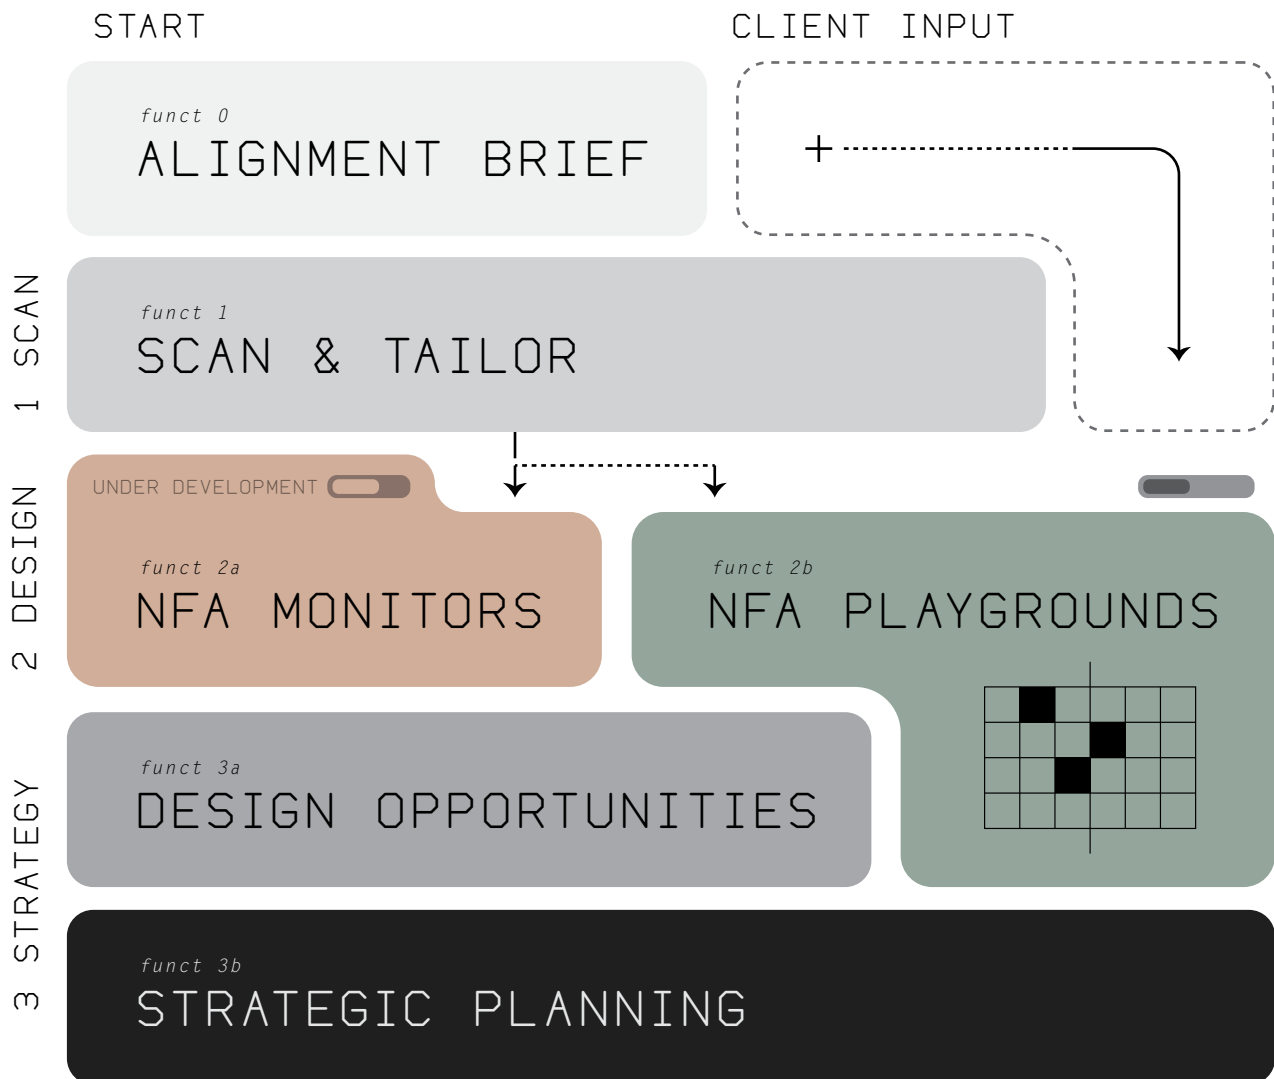 START
CLIENT INPUT
funct 0
ALIGNMENT BRIEF
1 SCAN
funct 1
SCAN & TAILOR
2 DESIGN
UNDER DEVELOPMENT
funct 2a
NFA MONITORS
funct 2b
NFA PLAYGROUNDS
3 STRATEGY
funct 3a
DESIGN OPPORTUNITIES
funct 3b
STRATEGIC PLANNING